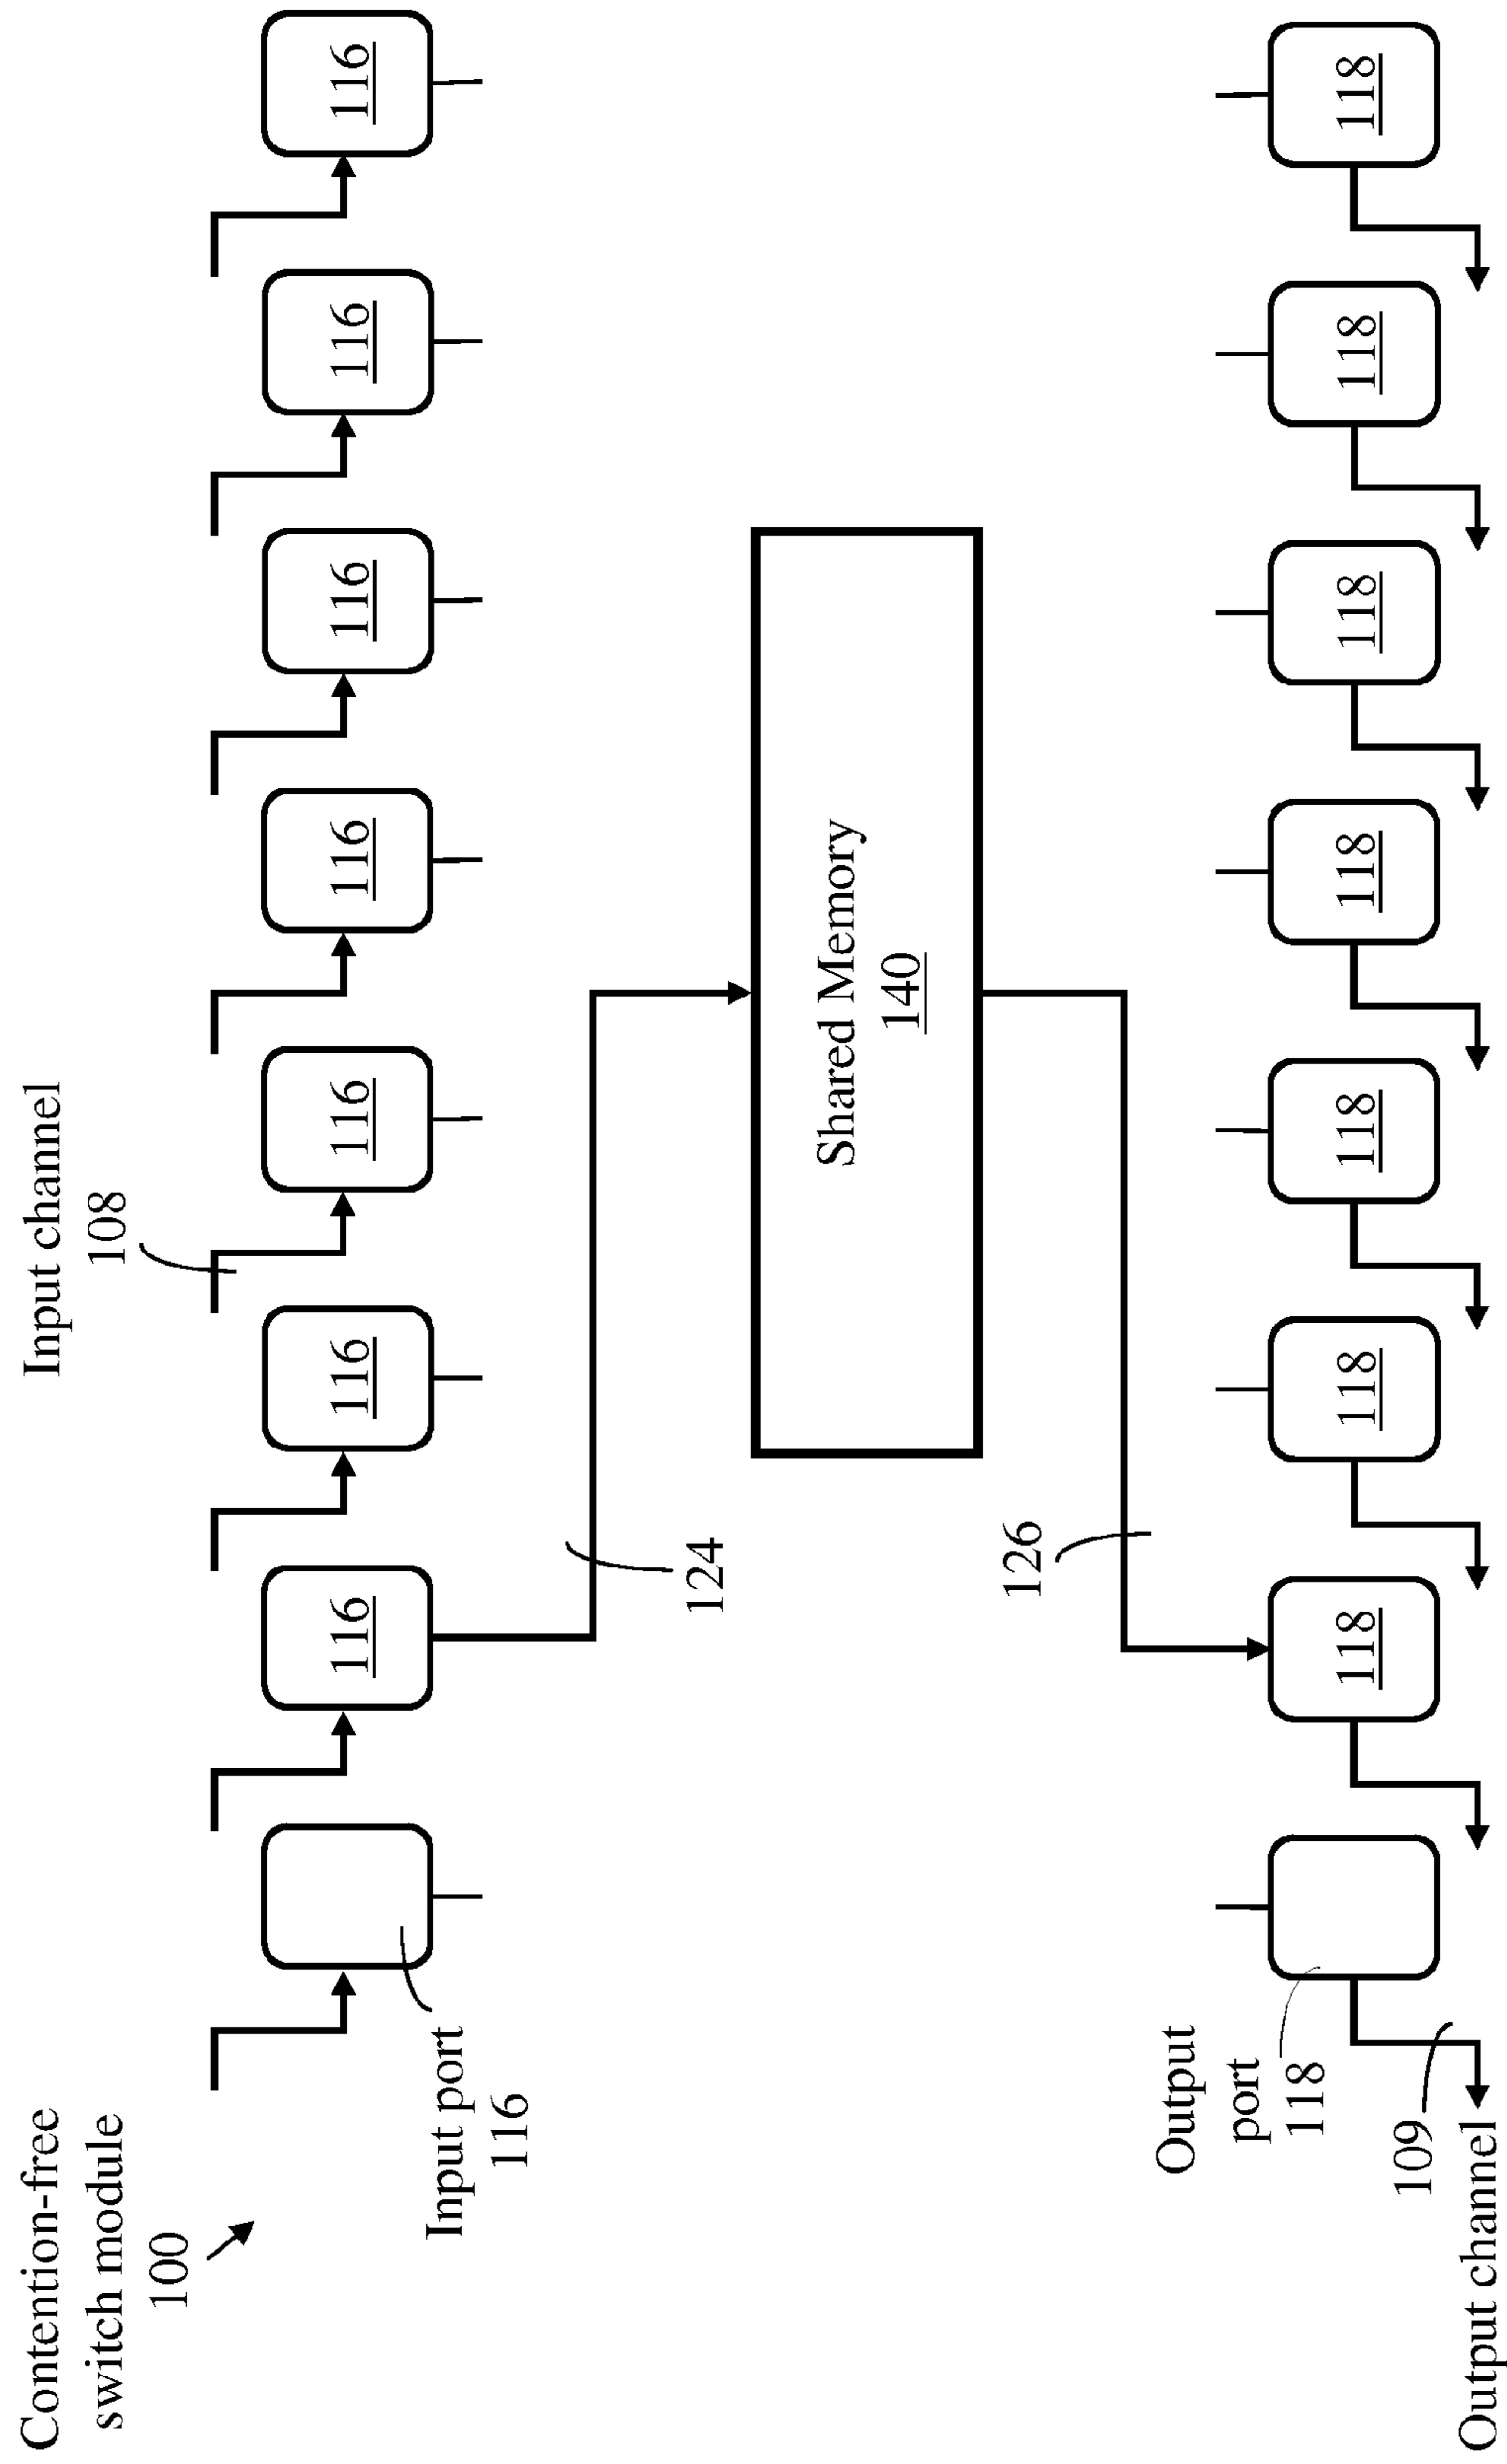 Contention-free
switch module
100
Input channel
108
116
116
116
116
116
116
116
Input port
116
124
Shared Memory
140
126
Output
port
118
118
118
118
118
118
118
118
109
Output channel